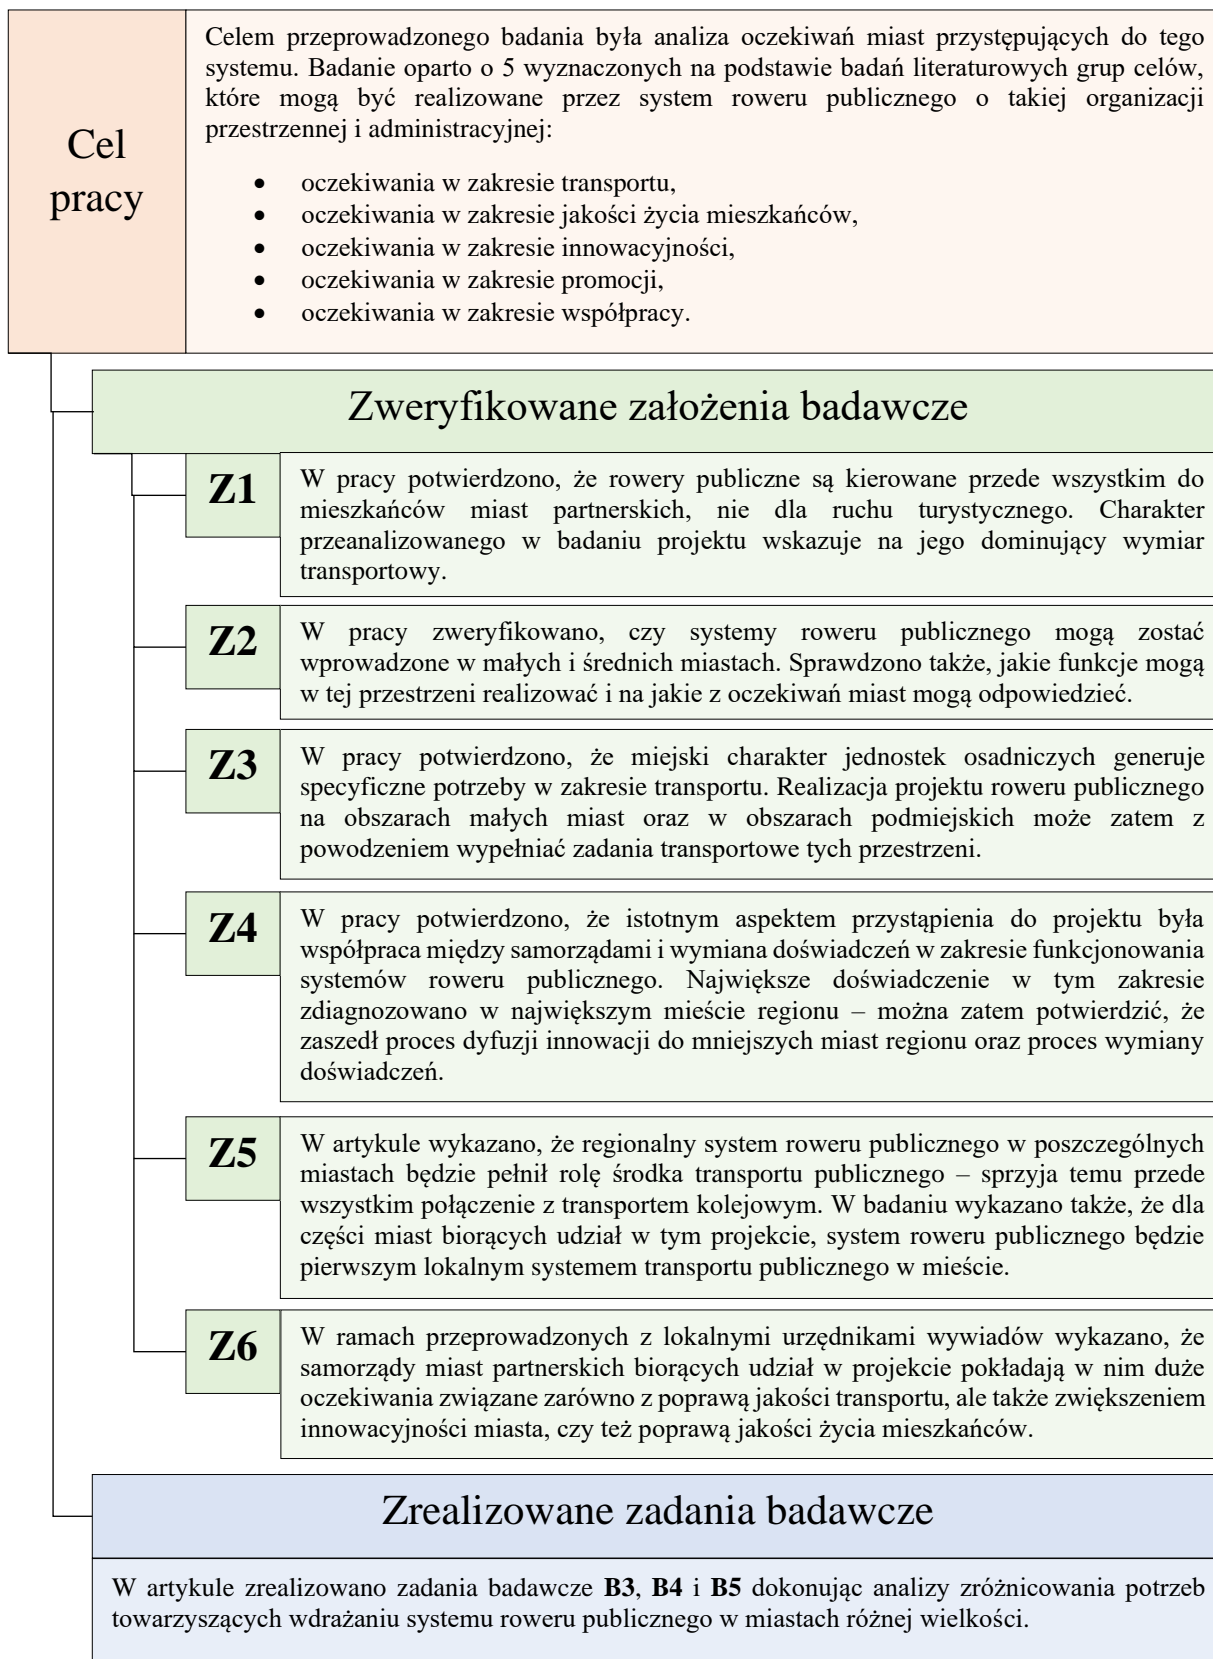 Cel
pracy
Celem przeprowadzonego badania była analiza oczekiwań miast przystępujących do tego
systemu. Badanie oparto o 5 wyznaczonych na podstawie badań literaturowych grup celów,
które mogą być realizowane przez system roweru publicznego o takiej organizacji
przestrzennej i administracyjnej:
• oczekiwania w zakresie transportu,
• oczekiwania w zakresie jakości życia mieszkańców,
• oczekiwania w zakresie innowacyjności,
• oczekiwania w zakresie promocji,
• oczekiwania w zakresie współpracy.
Zweryfikowane założenia badawcze
Z1
W pracy potwierdzono, że rowery publiczne są kierowane przede wszystkim do
mieszkańców miast partnerskich, nie dla ruchu turystycznego. Charakter
przeanalizowanego w badaniu projektu wskazuje na jego dominujący wymiar
transportowy.
Z2
W pracy zweryfikowano, czy systemy roweru publicznego mogą zostać
wprowadzone w małych i średnich miastach. Sprawdzono także, jakie funkcje mogą
w tej przestrzeni realizować i na jakie z oczekiwań miast mogą odpowiedzieć.
Z3
W pracy potwierdzono, że miejski charakter jednostek osadniczych generuje
specyficzne potrzeby w zakresie transportu. Realizacja projektu roweru publicznego
na obszarach małych miast oraz w obszarach podmiejskich może zatem z
powodzeniem wypełniać zadania transportowe tych przestrzeni.
Z4
W pracy potwierdzono, że istotnym aspektem przystąpienia do projektu była
współpraca między samorządami i wymiana doświadczeń w zakresie funkcjonowania
systemów roweru publicznego. Największe doświadczenie w tym zakresie
zdiagnozowano w największym mieście regionu – można zatem potwierdzić, że
zaszedł proces dyfuzji innowacji do mniejszych miast regionu oraz proces wymiany
doświadczeń.
Z5
W artykule wykazano, że regionalny system roweru publicznego w poszczególnych
miastach będzie pełnił rolę środka transportu publicznego – sprzyja temu przede
wszystkim połączenie z transportem kolejowym. W badaniu wykazano także, że dla
części miast biorących udział w tym projekcie, system roweru publicznego będzie
pierwszym lokalnym systemem transportu publicznego w mieście.
Z6
W ramach przeprowadzonych z lokalnymi urzędnikami wywiadów wykazano, że
samorządy miast partnerskich biorących udział w projekcie pokładają w nim duże
oczekiwania związane zarówno z poprawą jakości transportu, ale także zwiększeniem
innowacyjności miasta, czy też poprawą jakości życia mieszkańców.
Zrealizowane zadania badawcze
W artykule zrealizowano zadania badawcze B3, B4 i B5 dokonując analizy zróżnicowania potrzeb
towarzyszących wdrażaniu systemu roweru publicznego w miastach różnej wielkości.